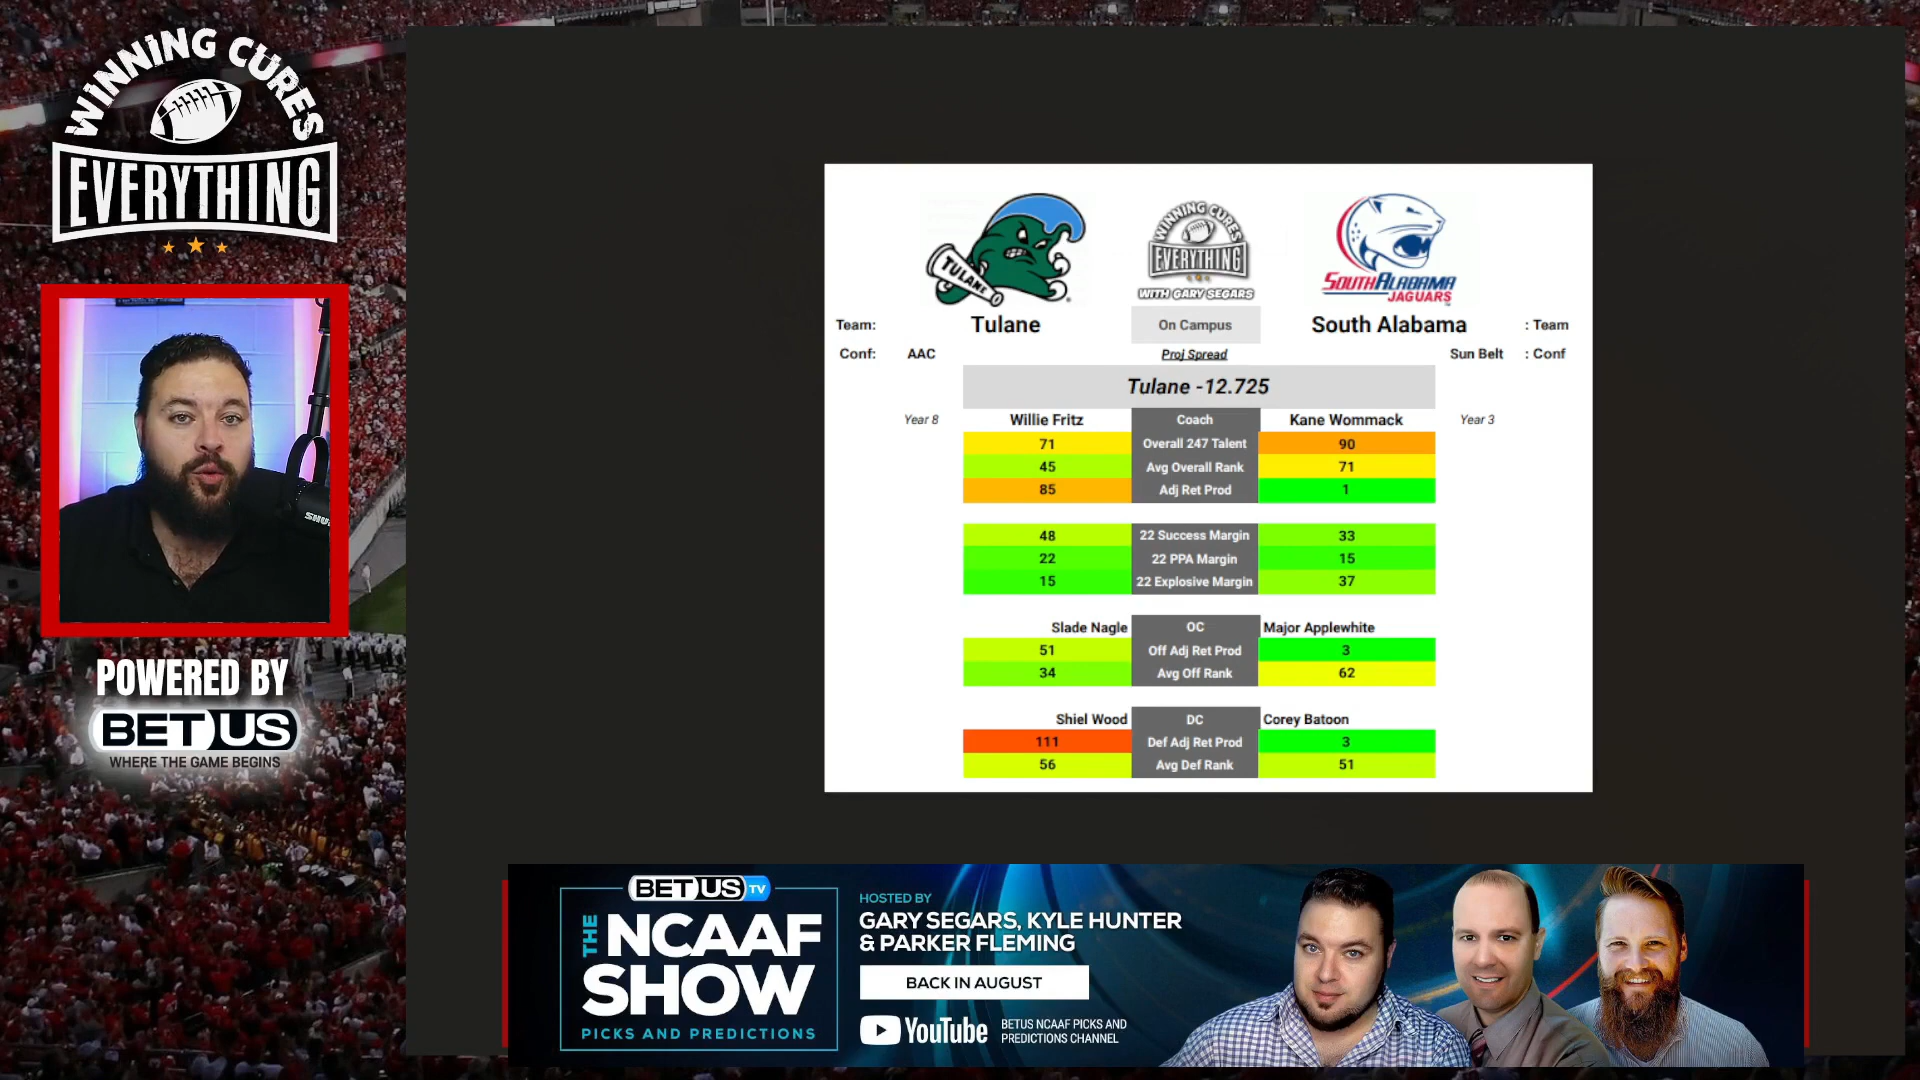 WINNING CURES
EVERYTHING
POWERED BY
BETUS
WHERE THE GAME BEGINS
SHU
TULANE
WINNING CURES
EVERYTHING
WITH GARY SEGARS
SOUTH ALABAMA
JAGUARS
Team: Tulane On Campus South Alabama : Team
Conf: AAC Proj Spread Sun Belt : Conf
Tulane -12.725
Year 8 Willie Fritz Coach Kane Wommack Year 3
71 Overall 247 Talent 90
45 Avg Overall Rank 71
85 Adj Ret Prod 1
48 22 Success Margin 33
22 22 PPA Margin 15
15 22 Explosive Margin 37
Slade Nagle OC Major Applewhite
51 Off Adj Ret Prod 3
34 Avg Off Rank 62
Shiel Wood DC Corey Batoon
111 Def Adj Ret Prod 3
56 Avg Def Rank 51
BETUS TV
THE NCAAF
SHOW
PICKS AND PREDICTIONS
HOSTED BY
GARY SEGARS, KYLE HUNTER
& PARKER FLEMING
BACK IN AUGUST
YouTube
BETUS NCAAF PICKS AND
PREDICTIONS CHANNEL